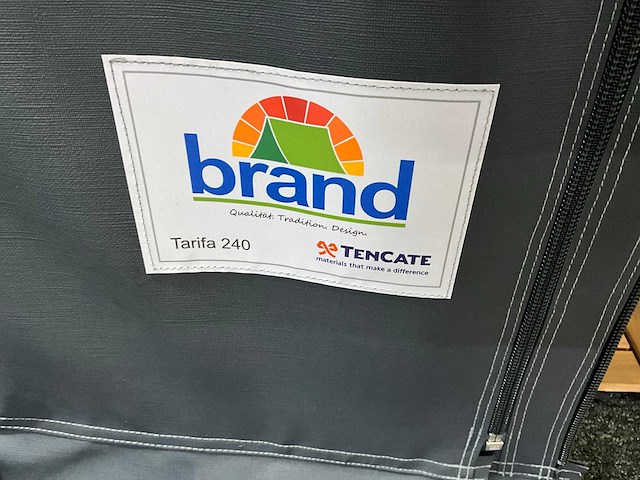 brand
Qualität. Tradition. Design.
Tarifa 240
TENCATE
materials that make a difference